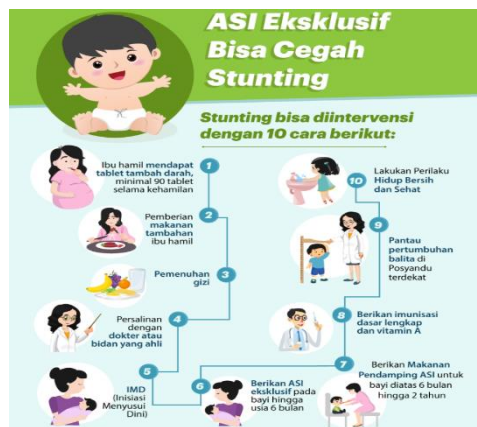 ASI Eksklusif
Bisa Cegah
Stunting
Stunting bisa diintervensi
dengan 10 cara berikut:
1
Ibu hamil mendapat
tablet tambah darah,
minimal 90 tablet
selama kehamilan
2
Pemberian
makanan
tambahan
ibu hamil
3
Pemenuhan
gizi
4
Persalinan
dengan
dokter atau
bidan yang ahli
5
IMD
(Inisiasi
Menyusui
Dini)
6
Berikan ASI
eksklusif pada
bayi hingga
usia 6 bulan
7
Berikan Makanan
Pendamping ASI untuk
bayi diatas 6 bulan
hingga 2 tahun
8
Berikan imunisasi
dasar lengkap
dan vitamin A
9
Pantau
pertumbuhan
balita di
Posyandu
terdekat
10
Lakukan Perilaku
Hidup Bersih
dan Sehat